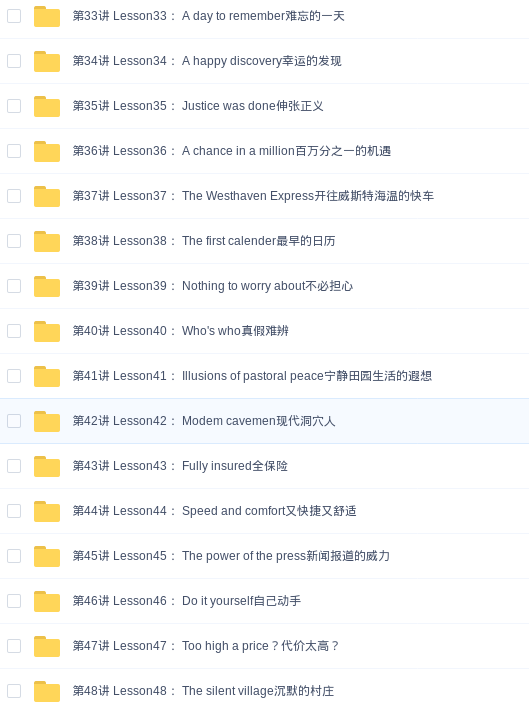 第33讲 Lesson33： A day to remember难忘的一天
第34讲 Lesson34： A happy discovery幸运的发现
第35讲 Lesson35： Justice was done伸张正义
第36讲 Lesson36： A chance in a million百万分之一的机遇
第37讲 Lesson37： The Westhaven Express开往威斯特海温的快车
第38讲 Lesson38： The first calender最早的日历
第39讲 Lesson39： Nothing to worry about不必担心
第40讲 Lesson40： Who's who真假难辨
第41讲 Lesson41： Illusions of pastoral peace宁静田园生活的遐想
第42讲 Lesson42： Modem cavemen现代洞穴人
第43讲 Lesson43： Fully insured全保险
第44讲 Lesson44： Speed and comfort又快捷又舒适
第45讲 Lesson45： The power of the press新闻报道的威力
第46讲 Lesson46： Do it yourself自己动手
第47讲 Lesson47： Too high a price？代价太高？
第48讲 Lesson48： The silent village沉默的村庄